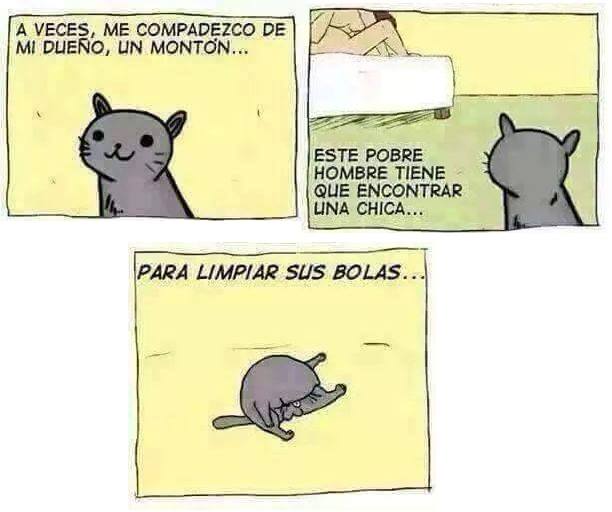 A VECES, ME COMPADEZCO DE
MI DUEÑO, UN MONTÓN...
ESTE POBRE
HOMBRE TIENE
QUE ENCONTRAR
UNA CHICA...
PARA LIMPIAR SUS BOLAS...